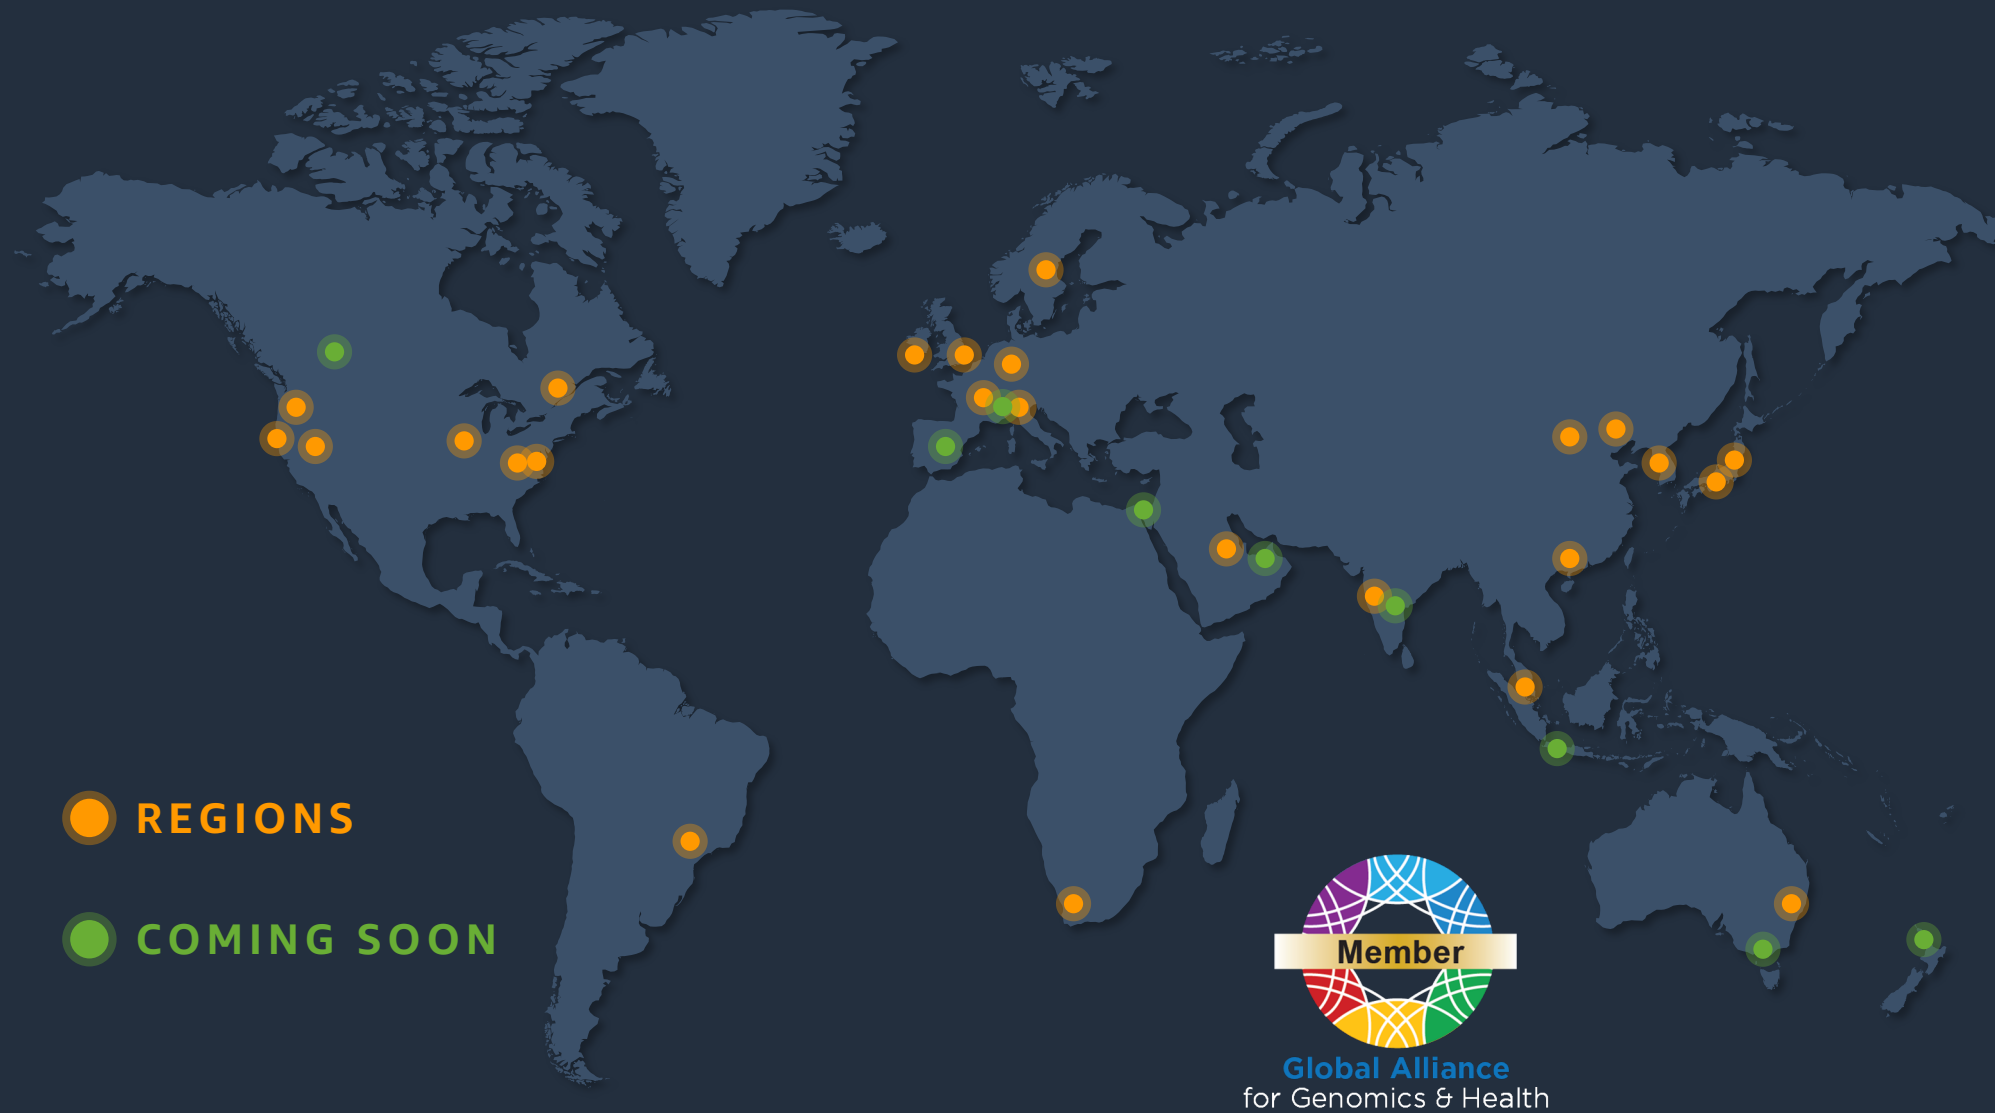 REGIONS
COMING SOON
Member
Global Alliance
for Genomics & Health